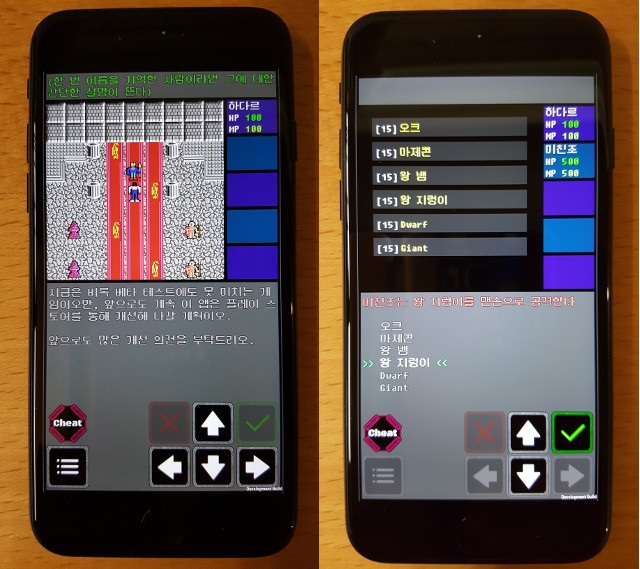 (한 번 이름을 기억한 사람이라면 그에 대한
간단한 설명이 뜬다)
하다르
HP 100
MP 100
지금은 비록 베타 테스트에도 못 미치는 게
임이오만, 앞으로도 계속 이 앱은 플레이 스
토어를 통해 개선해 나갈 계획이오.
앞으로도 많은 개선 의견을 부탁드리오.
Cheat
Development Build
하다르
HP 100
MP 100
미친조
HP 500
MP 500
[15]오크
[15]마제콘
[15]왕 뱀
[15]왕 지렁이
[15]Dwarf
[15]Giant
미친조는 왕 지렁이를 맨손으로 공격한다
오크
마제콘
왕 뱀
>> 왕 지렁이 <<
Dwarf
Giant
Cheat
Development Build